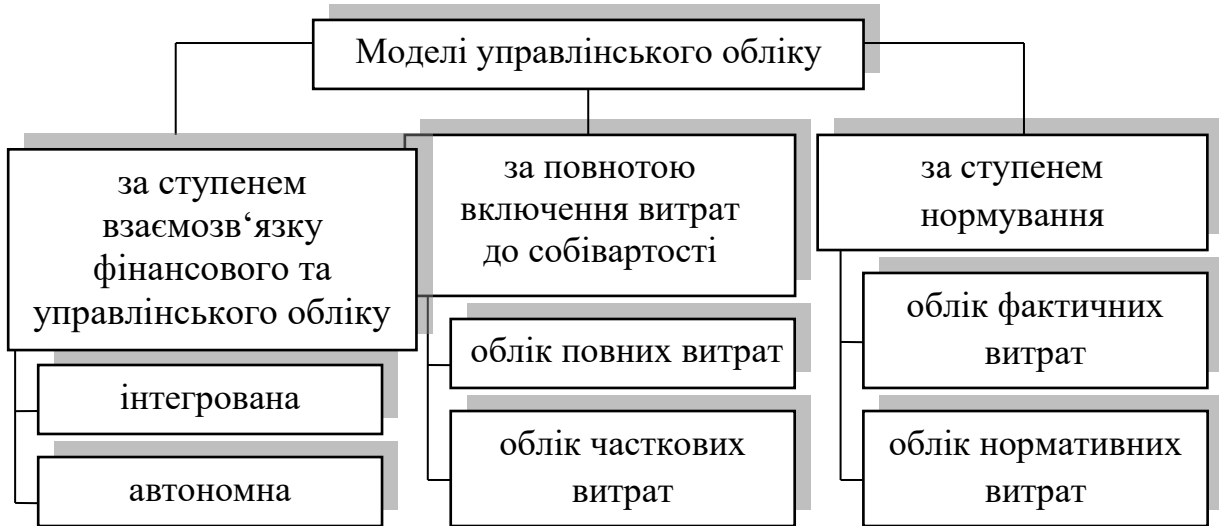 Моделі управлінського обліку
за ступенем
взаємозв‘язку
фінансового та
управлінського обліку
інтегрована
автономна
за повнотою
включення витрат
до собівартості
облік повних витрат
облік часткових
витрат
за ступенем
нормування
облік фактичних
витрат
облік нормативних
витрат